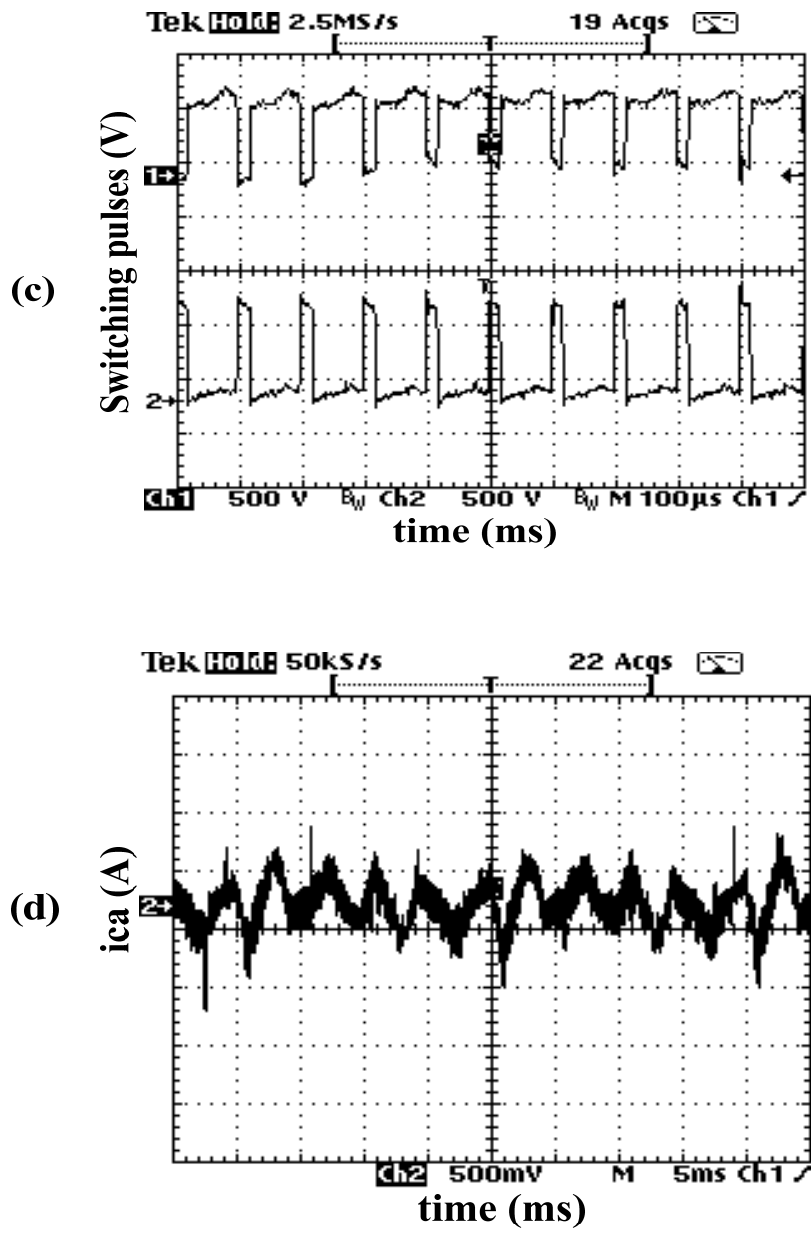 Tek Hold: 2.5MS/s 19 Acqs
T
1→
T
2→
Ch1 500 V BW Ch2 500 V BW M 100µs Ch1
Switching pulses (V)
(c)
time (ms)
Tek Hold: 50kS/s 22 Acqs
T
2→
Ch2 500mV M 5ms Ch1
ica (A)
(d)
time (ms)